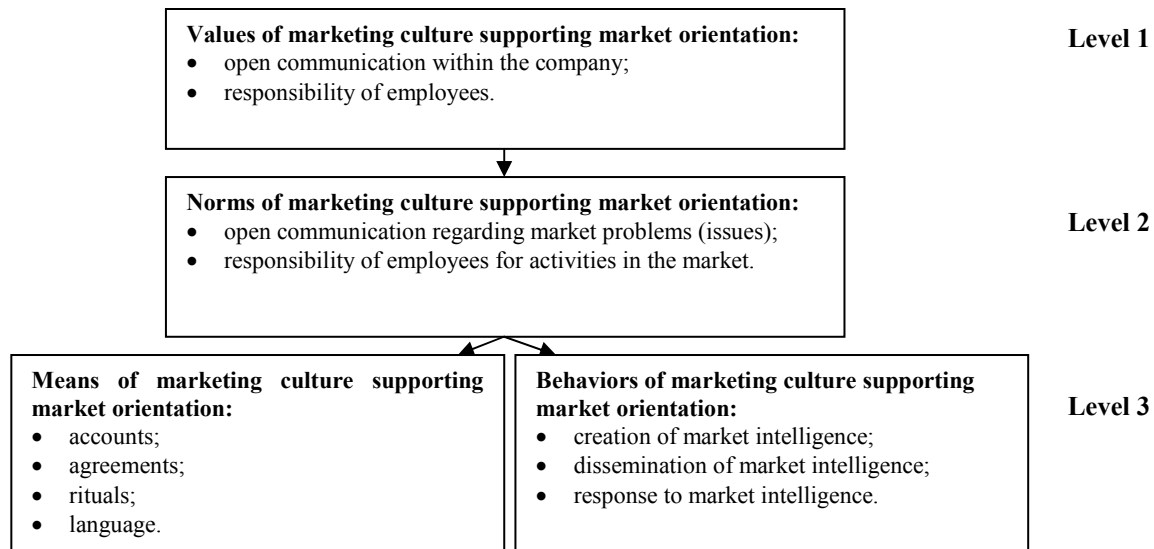 Values of marketing culture supporting market orientation:
• open communication within the company;
• responsibility of employees.
Level 1
Norms of marketing culture supporting market orientation:
• open communication regarding market problems (issues);
• responsibility of employees for activities in the market.
Level 2
Means of marketing culture supporting
market orientation:
• accounts;
• agreements;
• rituals;
• language.
Behaviors of marketing culture supporting
market orientation:
• creation of market intelligence;
• dissemination of market intelligence;
• response to market intelligence.
Level 3